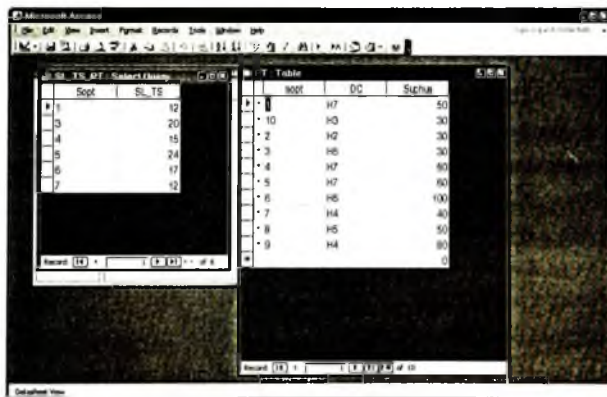 Microsoft Access
File Edit View Insert Format Records Tools Window Help
SL_TS_PT : Select Query
Sopt SL_TS
1 12
3 20
4 15
5 24
6 17
7 12
Record: 1 of 6
T : Table
sopt DC Suphus
1 H7 50
10 H3 30
2 H2 30
3 H6 30
4 H7 60
5 H7 60
6 H6 100
7 H4 40
8 H5 50
9 H4 80
0
Record: 1 of 10
Datasheet View